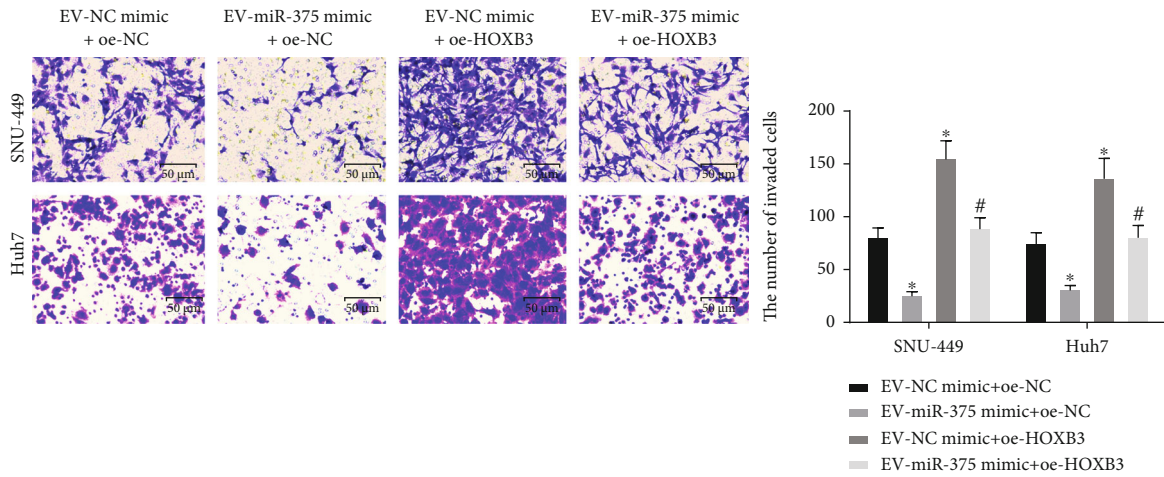 EV-NC mimic
+ oe-NC
EV-miR-375 mimic
+ oe-NC
EV-NC mimic
+ oe-HOXB3
EV-miR-375 mimic
+ oe-HOXB3
SNU-449
50 μm
50 μm
50 μm
50 μm
Huh7
50 μm
50 μm
50 μm
50 μm
The number of invaded cells
200
150
100
50
0
*
*
#
*
*
#
SNU-449
Huh7
EV-NC mimic+oe-NC
EV-miR-375 mimic+oe-NC
EV-NC mimic+oe-HOXB3
EV-miR-375 mimic+oe-HOXB3